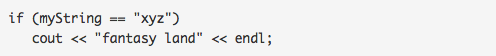 if (myString == "xyz")
   cout << "fantasy land" << endl;